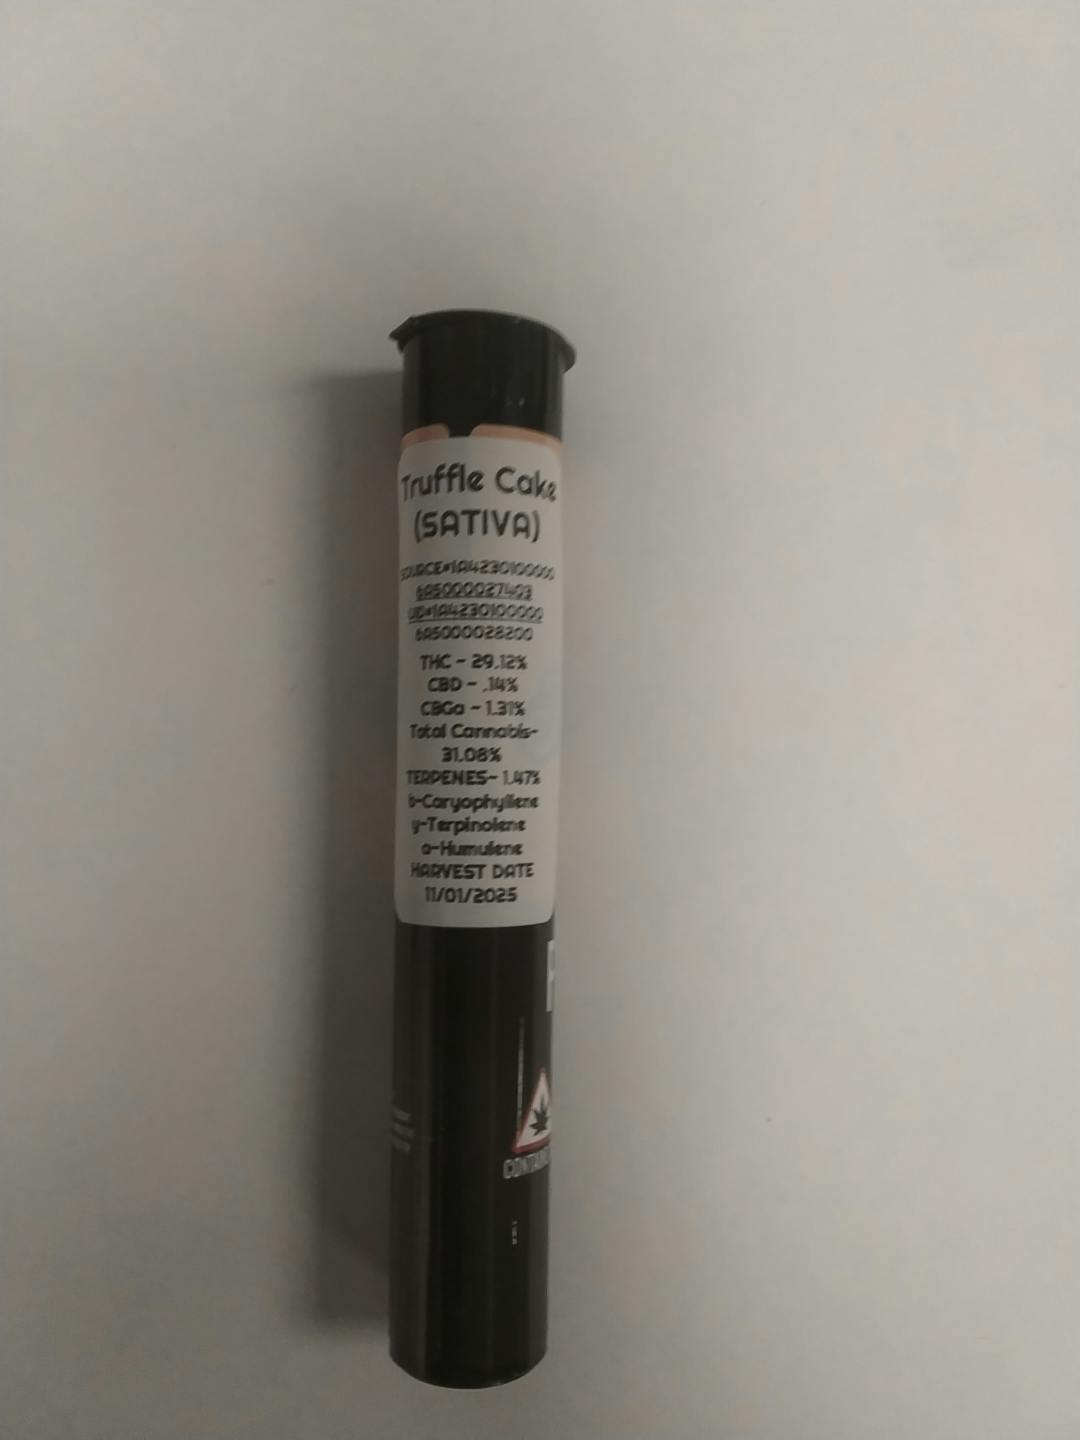 Truffle Cake
(SATIVA)
SOURCE#1A4230100000
6A5000027403
UID#1A4230100000
6A5000028200
THC - 29.12%
CBD - .14%
CBGa - 1.31%
Total Cannabis-
31.08%
TERPENES- 1.47%
b-Caryophyllene
y-Terpinolene
a-Humulene
HARVEST DATE
11/01/2025